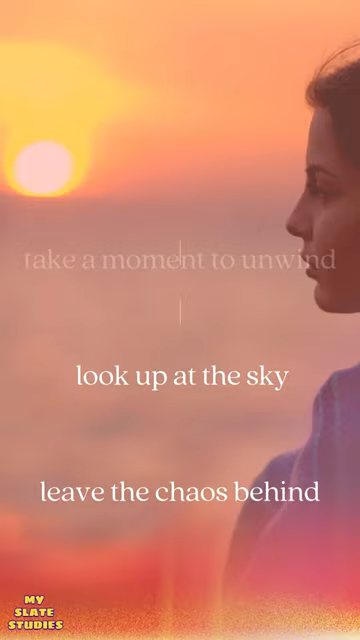 take a moment to unwind
look up at the sky
leave the chaos behind
MY
SLATE
STUDIES